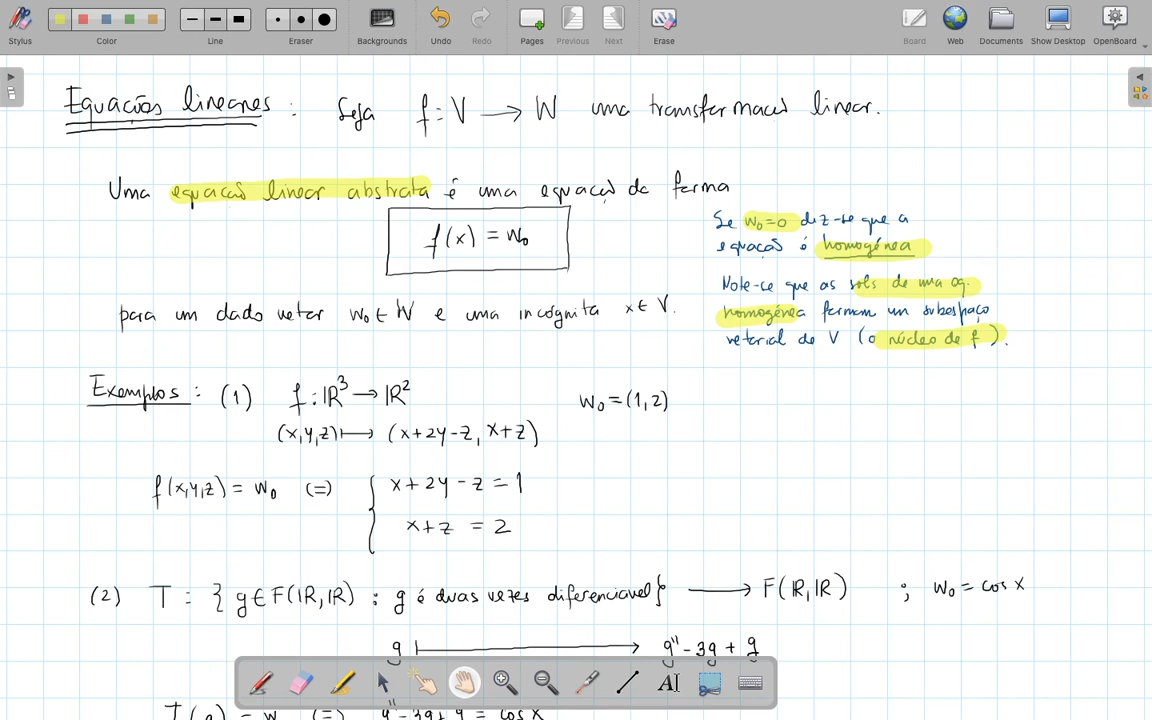 Stylus Color Line Eraser Backgrounds Undo Redo Pages Previous Next Erase Board Web Documents Show Desktop OpenBoard
Equações lineares : Seja f : V → W uma transformação linear.
Uma equação linear abstrata é uma equação da forma
f(x) = w₀
para um dado vetor w₀ ∈ W e uma incógnita x ∈ V.
Se w₀=0 diz-se que a
equação é homogénea
Note-se que as sols de uma eq.
homogénea formam um subespaço
vetorial de V (o núcleo de f).
Exemplos : (1) f : ℝ³ → ℝ² w₀ = (1,2)
(x,y,z) ↦ (x+2y-z, x+z)
f(x,y,z) = w₀ (=) { x+2y-z = 1
x+z = 2
(2) T : { g ∈ F(ℝ,ℝ) : g é duas vezes diferenciável} → F(ℝ,ℝ) ; w₀ = cos x
g ↦ g'' - 3g + g
T(g) = w (=) g'' - 3g + g = cos x